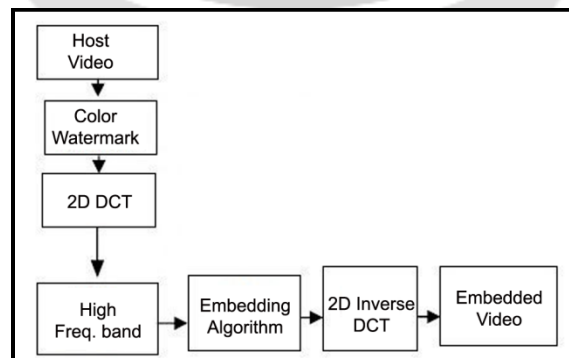 Host
Video
Color
Watermark
2D DCT
High
Freq. band
Embedding
Algorithm
2D Inverse
DCT
Embedded
Video